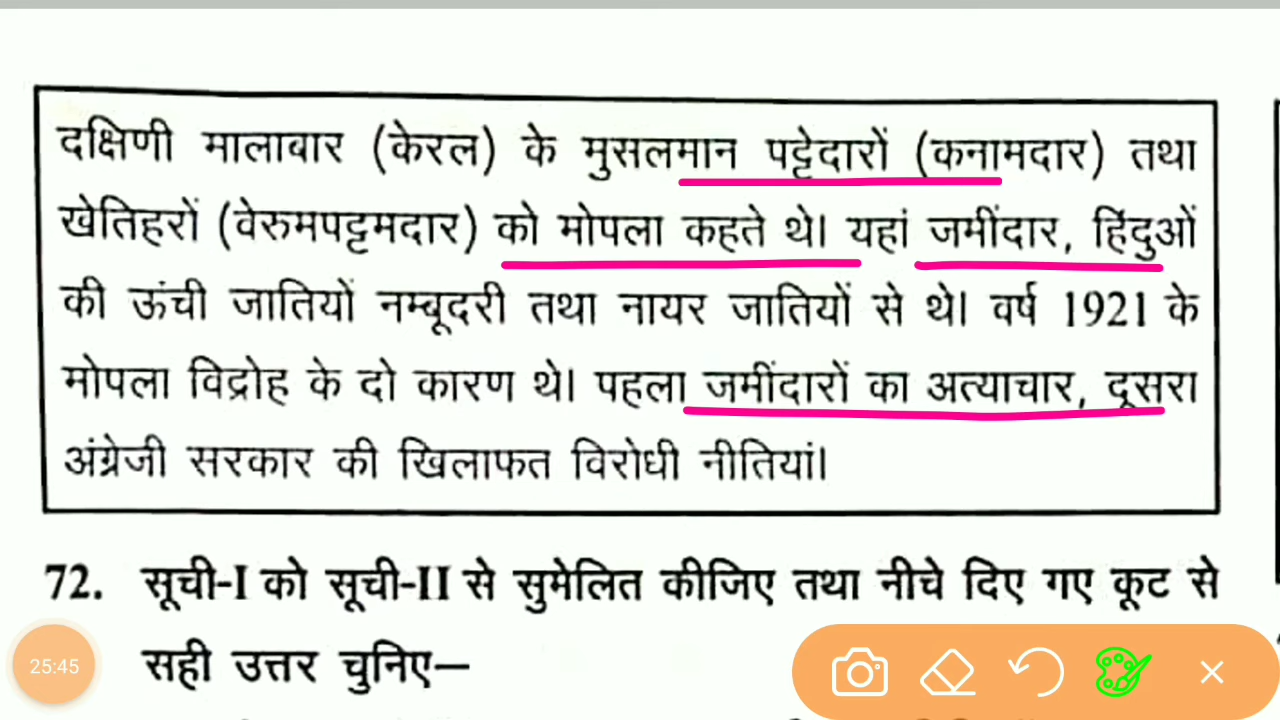 दक्षिणी मालाबार (केरल) के मुसलमान पट्टेदारों (कनामदार) तथा
खेतिहरों (वेरुमपट्टमदार) को मोपला कहते थे। यहां जमींदार, हिंदुओं
की ऊंची जातियों नम्बूदरी तथा नायर जातियों से थे। वर्ष 1921 के
मोपला विद्रोह के दो कारण थे। पहला जमींदारों का अत्याचार, दूसरा
अंग्रेजी सरकार की खिलाफत विरोधी नीतियां।
72. सूची-I को सूची-II से सुमेलित कीजिए तथा नीचे दिए गए कूट से
सही उत्तर चुनिए—
25:45